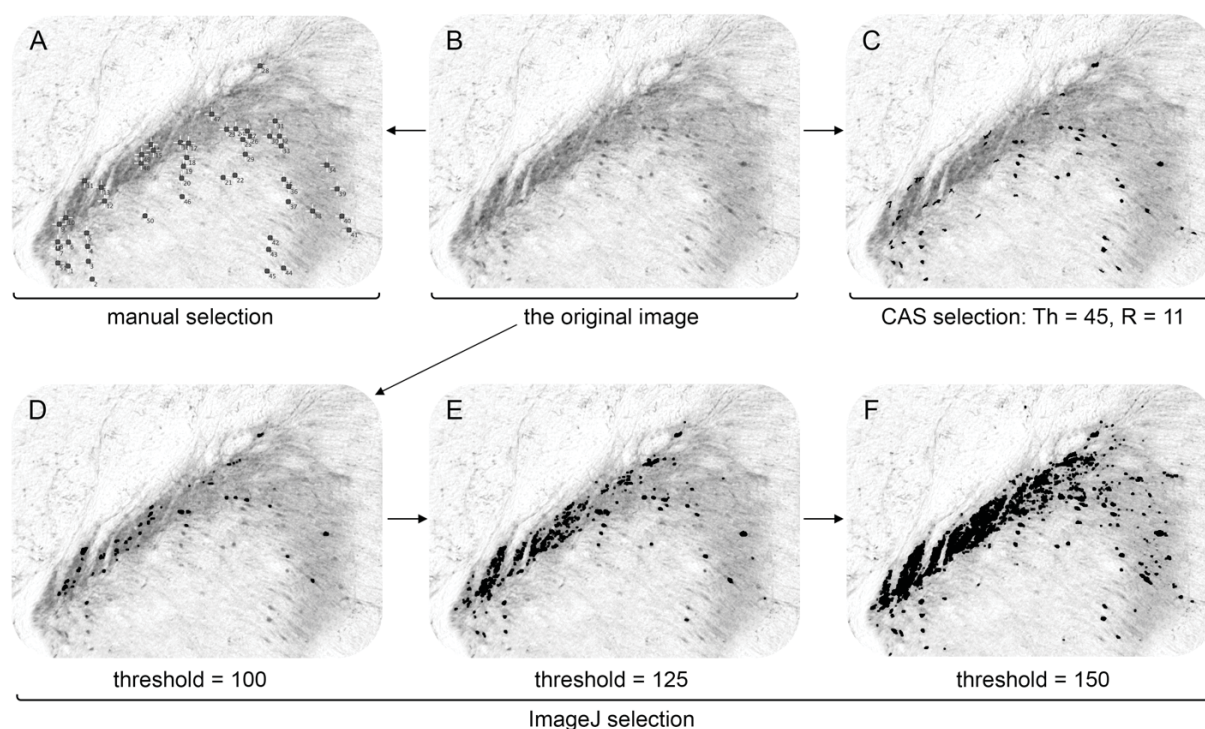 A
B
C
manual selection
the original image
CAS selection: Th = 45, R = 11
D
E
F
threshold = 100
threshold = 125
threshold = 150
ImageJ selection